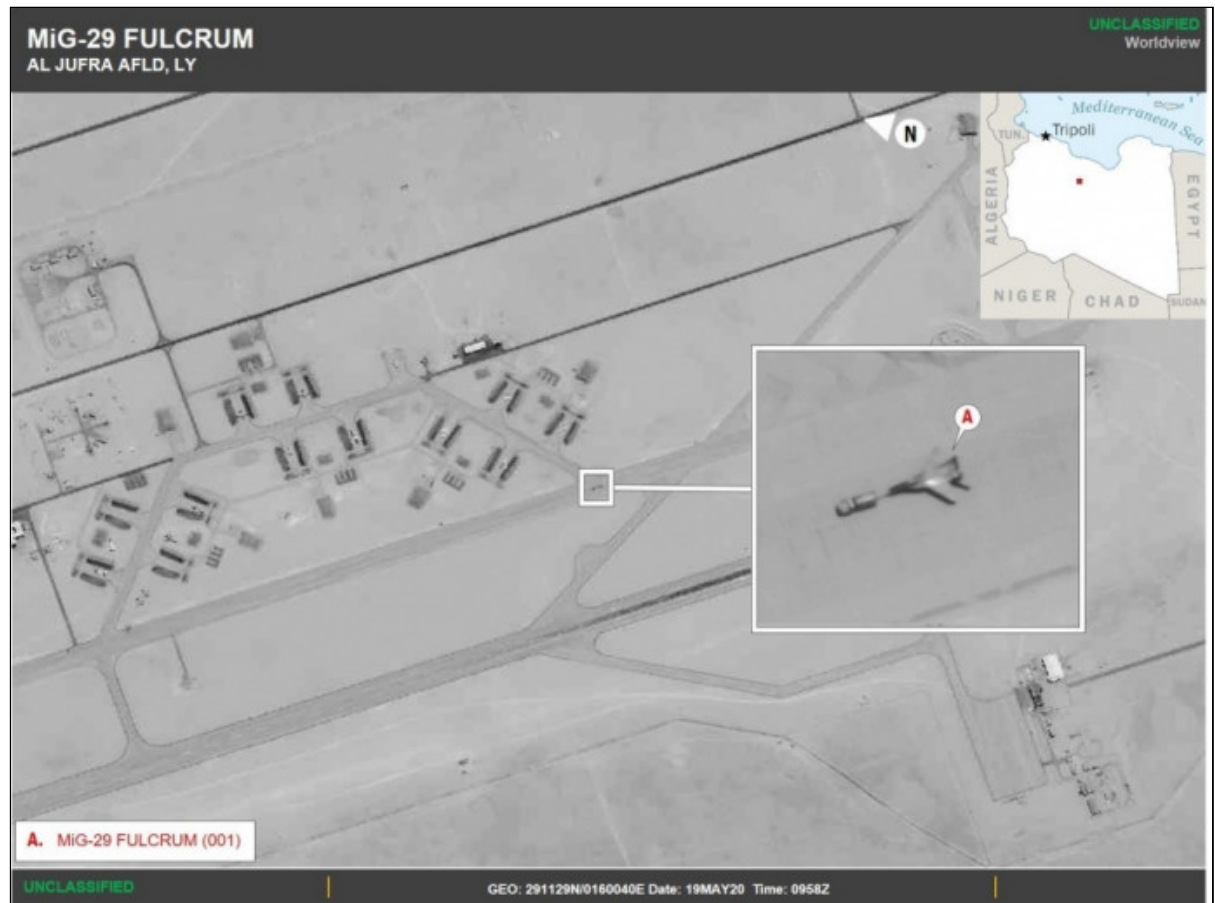 MiG-29 FULCRUM
AL JUFRA AFLD, LY
UNCLASSIFIED
Worldview
N
Mediterranean Sea
TUN.
Tripoli
ALGERIA
EGYPT
NIGER
CHAD
SUDAN
A
A. MiG-29 FULCRUM (001)
UNCLASSIFIED
GEO: 291129N/0160040E Date: 19MAY20 Time: 0958Z